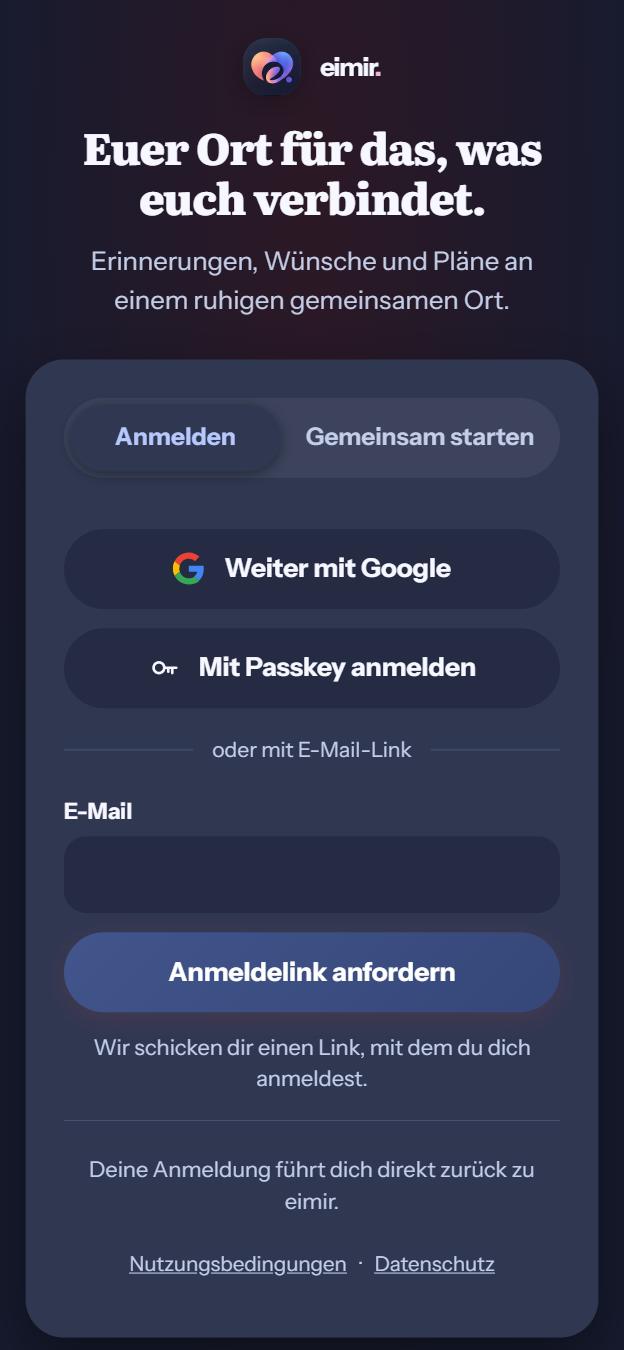 eimir.
Euer Ort für das, was
euch verbindet.
Erinnerungen, Wünsche und Pläne an
einem ruhigen gemeinsamen Ort.
Anmelden
Gemeinsam starten
Weiter mit Google
Mit Passkey anmelden
oder mit E-Mail-Link
E-Mail
Anmeldelink anfordern
Wir schicken dir einen Link, mit dem du dich
anmeldest.
Deine Anmeldung führt dich direkt zurück zu
eimir.
Nutzungsbedingungen · Datenschutz